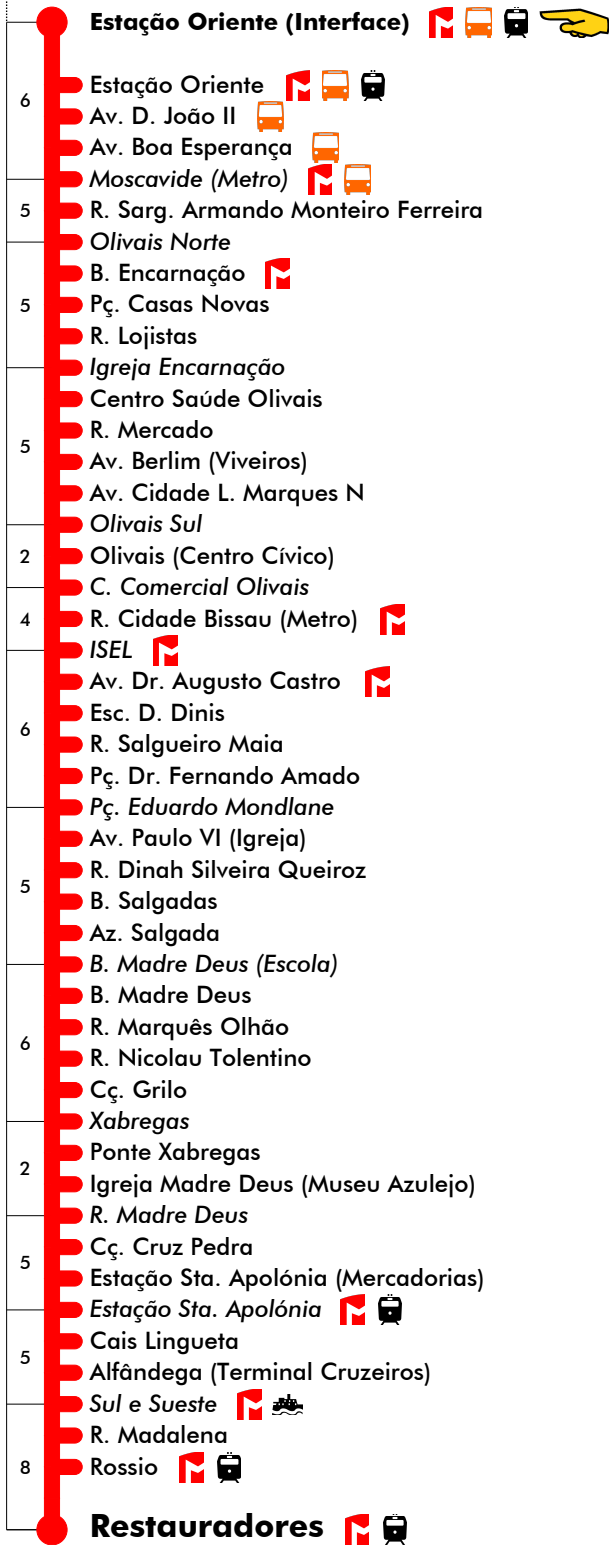 Estação Oriente (Interface)
6
Estação Oriente
Av. D. João II
Av. Boa Esperança
Moscavide (Metro)
5
R. Sarg. Armando Monteiro Ferreira
Olivais Norte
B. Encarnação
5
Pç. Casas Novas
R. Lojistas
Igreja Encarnação
Centro Saúde Olivais
R. Mercado
5
Av. Berlim (Viveiros)
Av. Cidade L. Marques N
Olivais Sul
2
Olivais (Centro Cívico)
C. Comercial Olivais
4
R. Cidade Bissau (Metro)
ISEL
Av. Dr. Augusto Castro
Esc. D. Dinis
6
R. Salgueiro Maia
Pç. Dr. Fernando Amado
Pç. Eduardo Mondlane
Av. Paulo VI (Igreja)
R. Dinah Silveira Queiroz
5
B. Salgadas
Az. Salgada
B. Madre Deus (Escola)
B. Madre Deus
R. Marquês Olhão
6
R. Nicolau Tolentino
Cç. Grilo
Xabregas
Ponte Xabregas
2
Igreja Madre Deus (Museu Azulejo)
R. Madre Deus
Cç. Cruz Pedra
5
Estação Sta. Apolónia (Mercadorias)
Estação Sta. Apolónia
Cais Lingueta
5
Alfândega (Terminal Cruzeiros)
Sul e Sueste
R. Madalena
8
Rossio
Restauradores